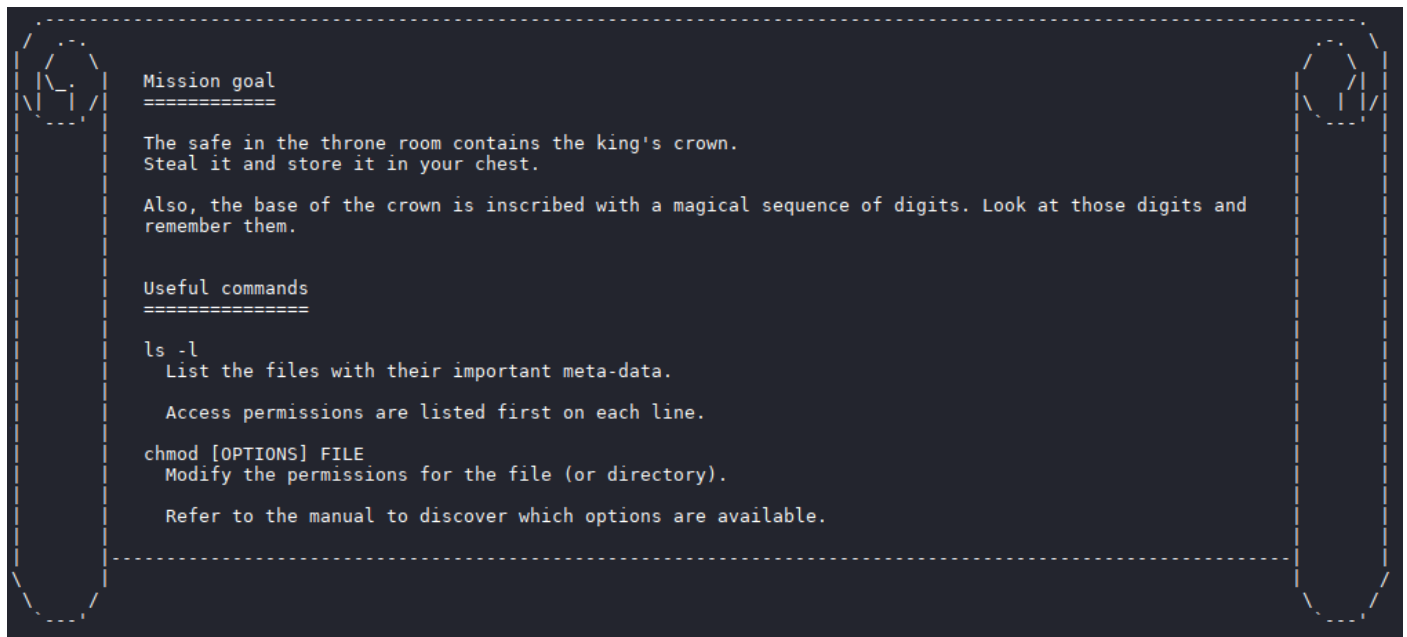 Mission goal
============
The safe in the throne room contains the king's crown.
Steal it and store it in your chest.
Also, the base of the crown is inscribed with a magical sequence of digits. Look at those digits and
remember them.
Useful commands
===============
ls -l
List the files with their important meta-data.
Access permissions are listed first on each line.
chmod [OPTIONS] FILE
Modify the permissions for the file (or directory).
Refer to the manual to discover which options are available.